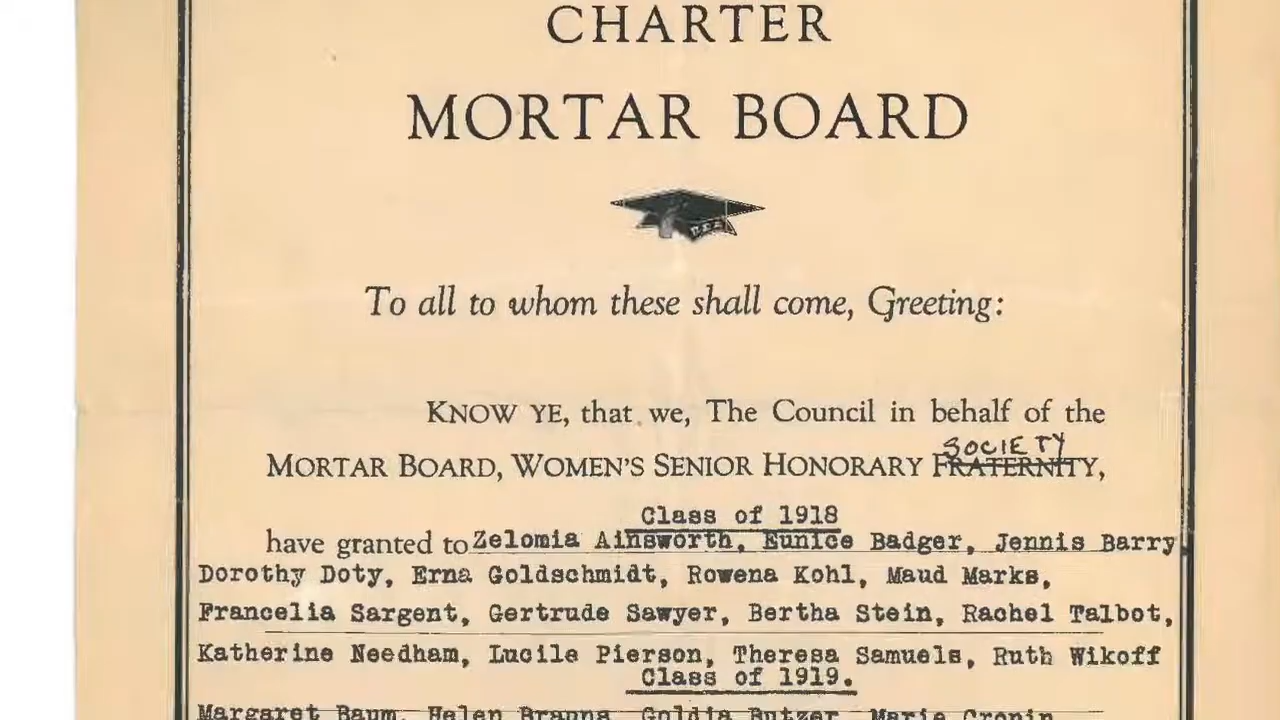 CHARTER
MORTAR BOARD
To all to whom these shall come, Greeting:
KNOW YE, that we, The Council in behalf of the
SOCIETY
MORTAR BOARD, WOMEN'S SENIOR HONORARY FRATERNITY,
Class of 1918
have granted to Zelomia Ainsworth, Eunice Badger, Jennis Barry
Dorothy Doty, Erna Goldschmidt, Rowena Kohl, Maud Marks,
Francelia Sargent, Gertrude Sawyer, Bertha Stein, Rachel Talbot,
Katherine Needham, Lucile Pierson, Theresa Samuels, Ruth Wikoff
Class of 1919.
Margaret Baum, Helen Goldia Butzer, Marie Cronin